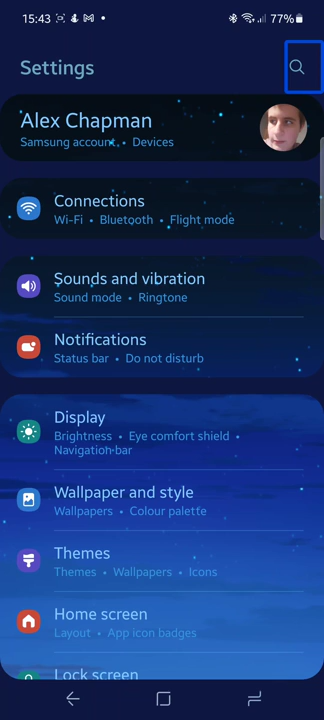 15:43
77%
Settings
Alex Chapman
Samsung account • Devices
Connections
Wi-Fi • Bluetooth • Flight mode
Sounds and vibration
Sound mode • Ringtone
Notifications
Status bar • Do not disturb
Display
Brightness • Eye comfort shield •
Navigation bar
Wallpaper and style
Wallpapers • Colour palette
Themes
Themes • Wallpapers • Icons
Home screen
Layout • App icon badges
Lock screen